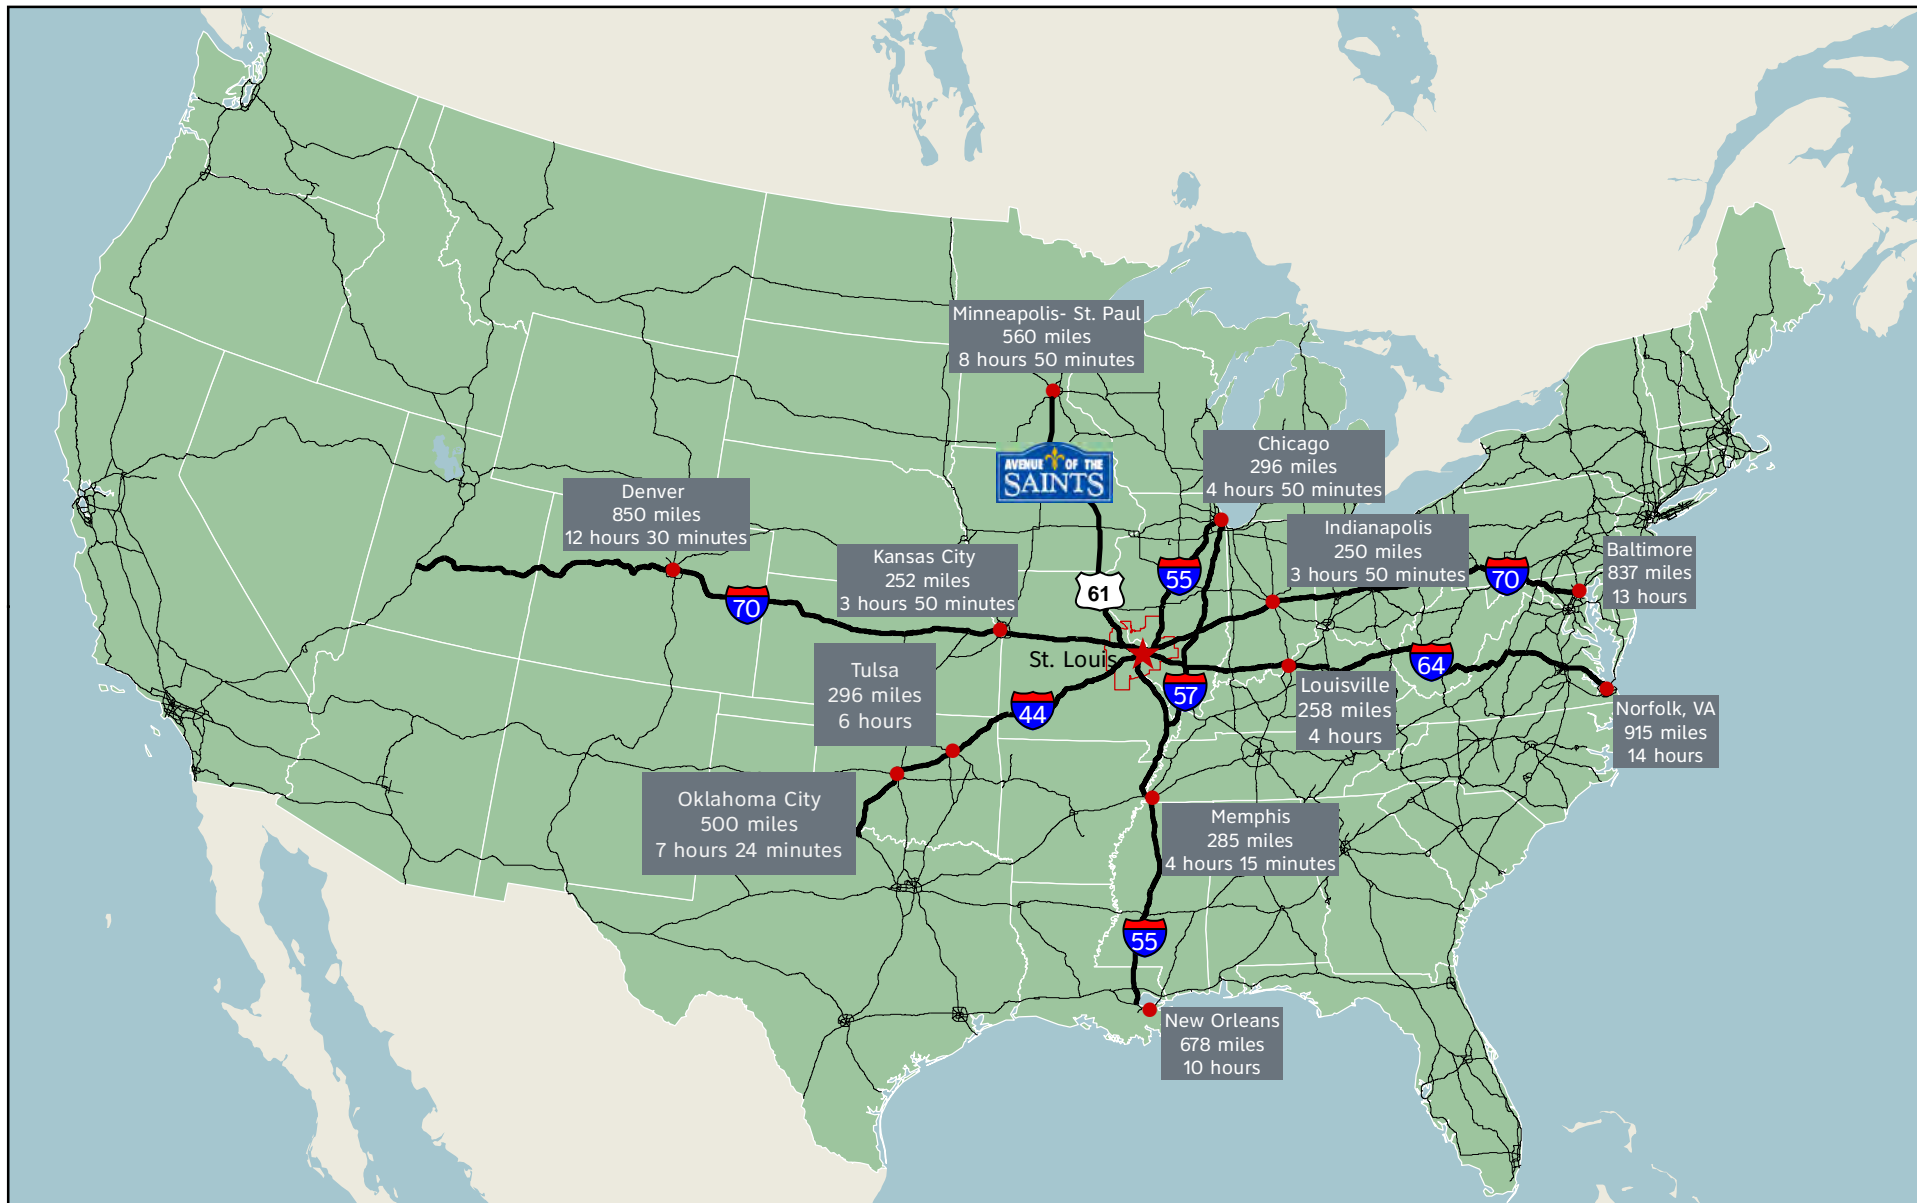 Minneapolis- St. Paul
560 miles
8 hours 50 minutes
AVENUE OF THE
SAINTS
Chicago
296 miles
4 hours 50 minutes
Denver
850 miles
12 hours 30 minutes
Indianapolis
250 miles
3 hours 50 minutes
Baltimore
837 miles
13 hours
Kansas City
252 miles
3 hours 50 minutes
55
70
61
70
St. Louis
64
Tulsa
296 miles
6 hours
44
57
Louisville
258 miles
4 hours
Norfolk, VA
915 miles
14 hours
Oklahoma City
500 miles
7 hours 24 minutes
Memphis
285 miles
4 hours 15 minutes
55
New Orleans
678 miles
10 hours